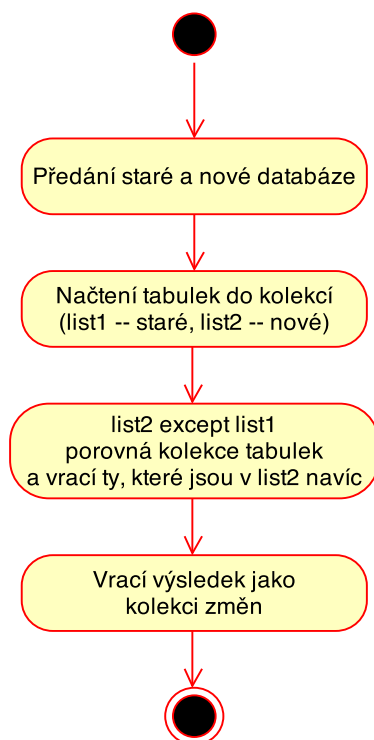 Předání staré a nové databáze
Načtení tabulek do kolekcí
(list1 -- staré, list2 -- nové)
list2 except list1
porovná kolekce tabulek
a vrací ty, které jsou v list2 navíc
Vrací výsledek jako
kolekci změn